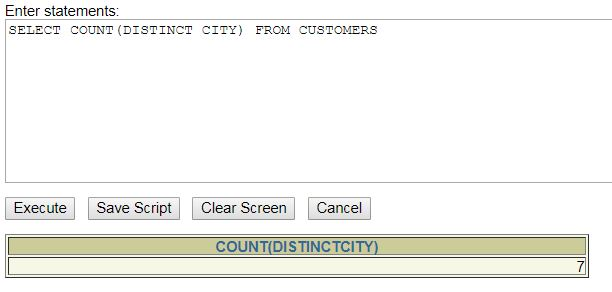 Enter statements:
SELECT COUNT(DISTINCT CITY) FROM CUSTOMERS
Execute Save Script Clear Screen Cancel
COUNT(DISTINCTCITY)
7